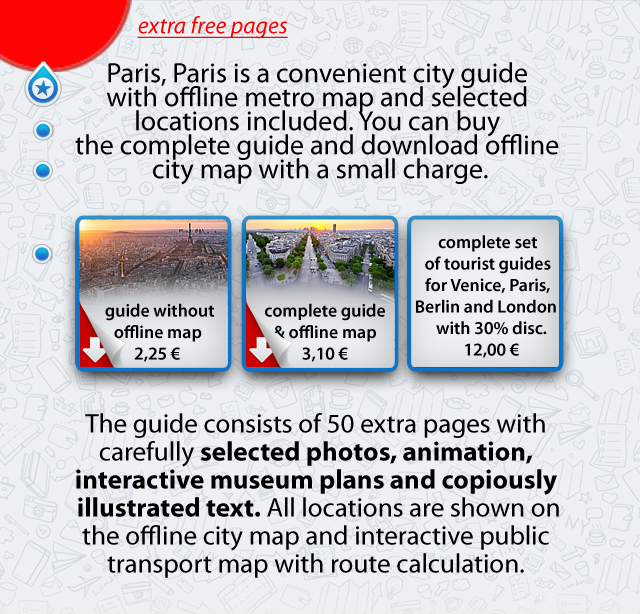 extra free pages
Paris, Paris is a convenient city guide
with offline metro map and selected
locations included. You can buy
the complete guide and download offline
city map with a small charge.
guide without
offline map
2,25 €
complete guide
& offline map
3,10 €
complete set
of tourist guides
for Venice, Paris,
Berlin and London
with 30% disc.
12,00 €
The guide consists of 50 extra pages with
carefully selected photos, animation,
interactive museum plans and copiously
illustrated text. All locations are shown on
the offline city map and interactive public
transport map with route calculation.